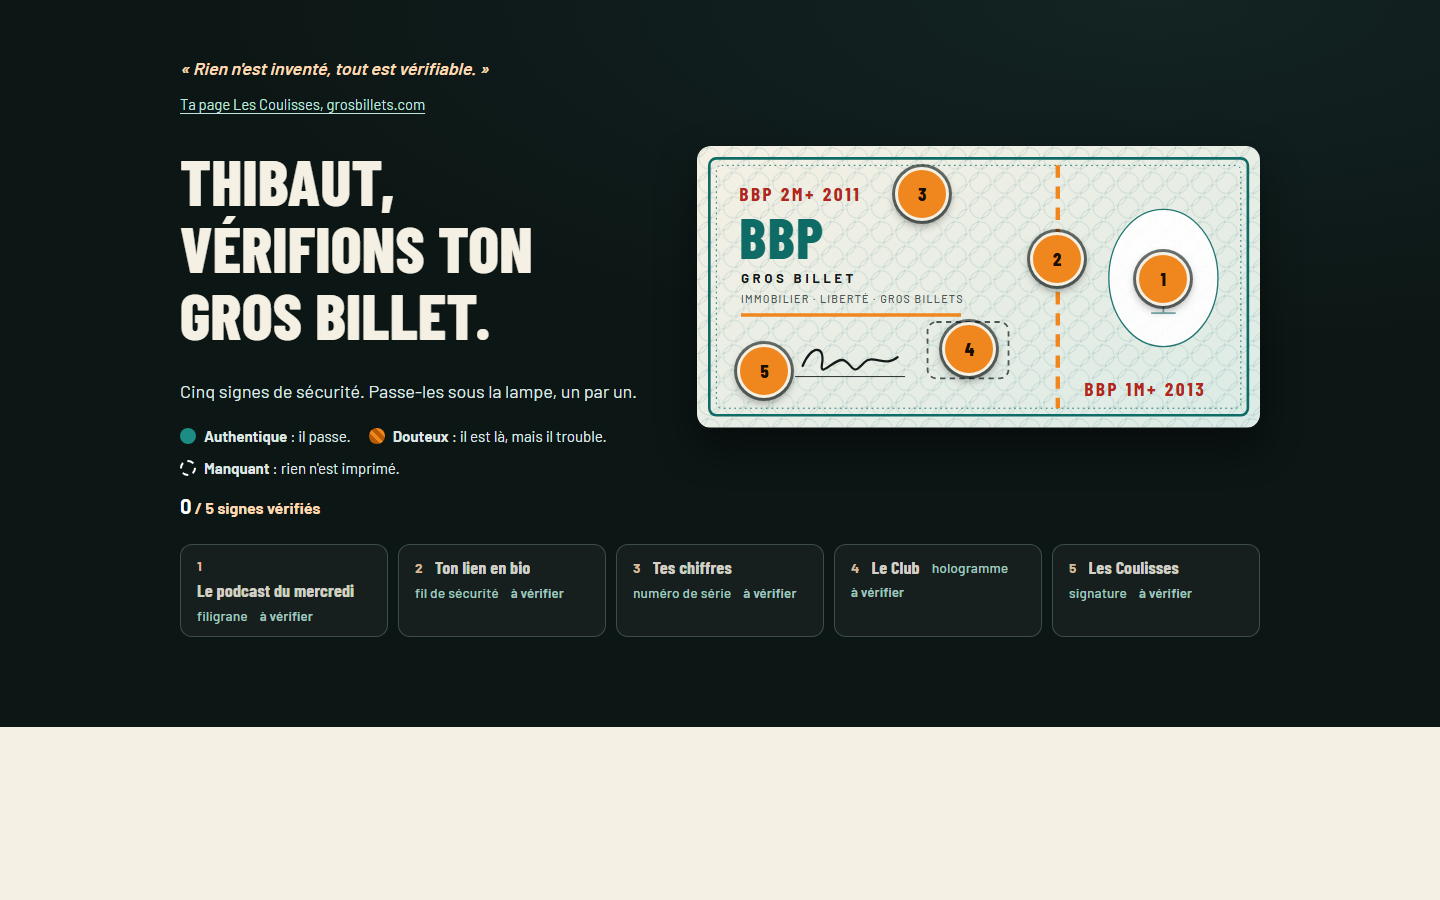 « Rien n'est inventé, tout est vérifiable. »
Ta page Les Coulisses, grosbillets.com
THIBAUT,
VÉRIFIONS TON
GROS BILLET.
Cinq signes de sécurité. Passe-les sous la lampe, un par un.
Authentique : il passe. Douteux : il est là, mais il trouble.
Manquant : rien n'est imprimé.
0 / 5 signes vérifiés
BBP 2M+ 2011
3
BBP
2
1
GROS BILLET
IMMOBILIER · LIBERTÉ · GROS BILLETS
4
5
BBP 1M+ 2013
1
Le podcast du mercredi
filigrane à vérifier
2 Ton lien en bio
fil de sécurité à vérifier
3 Tes chiffres
numéro de série à vérifier
4 Le Club hologramme
à vérifier
5 Les Coulisses
signature à vérifier